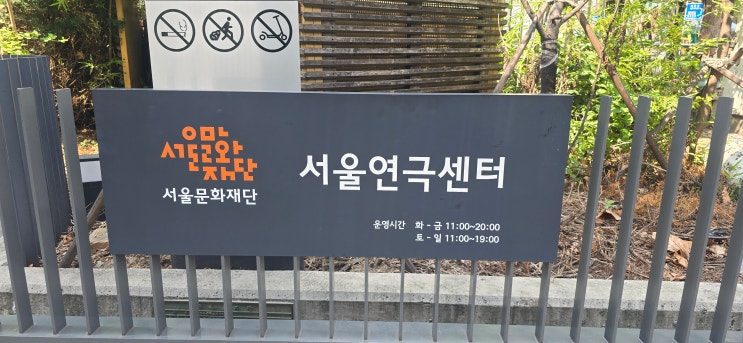 서울문화재단
서울문화재단
서울연극센터
운영시간 화 - 금 11:00~20:00
토 - 일 11:00~19:00